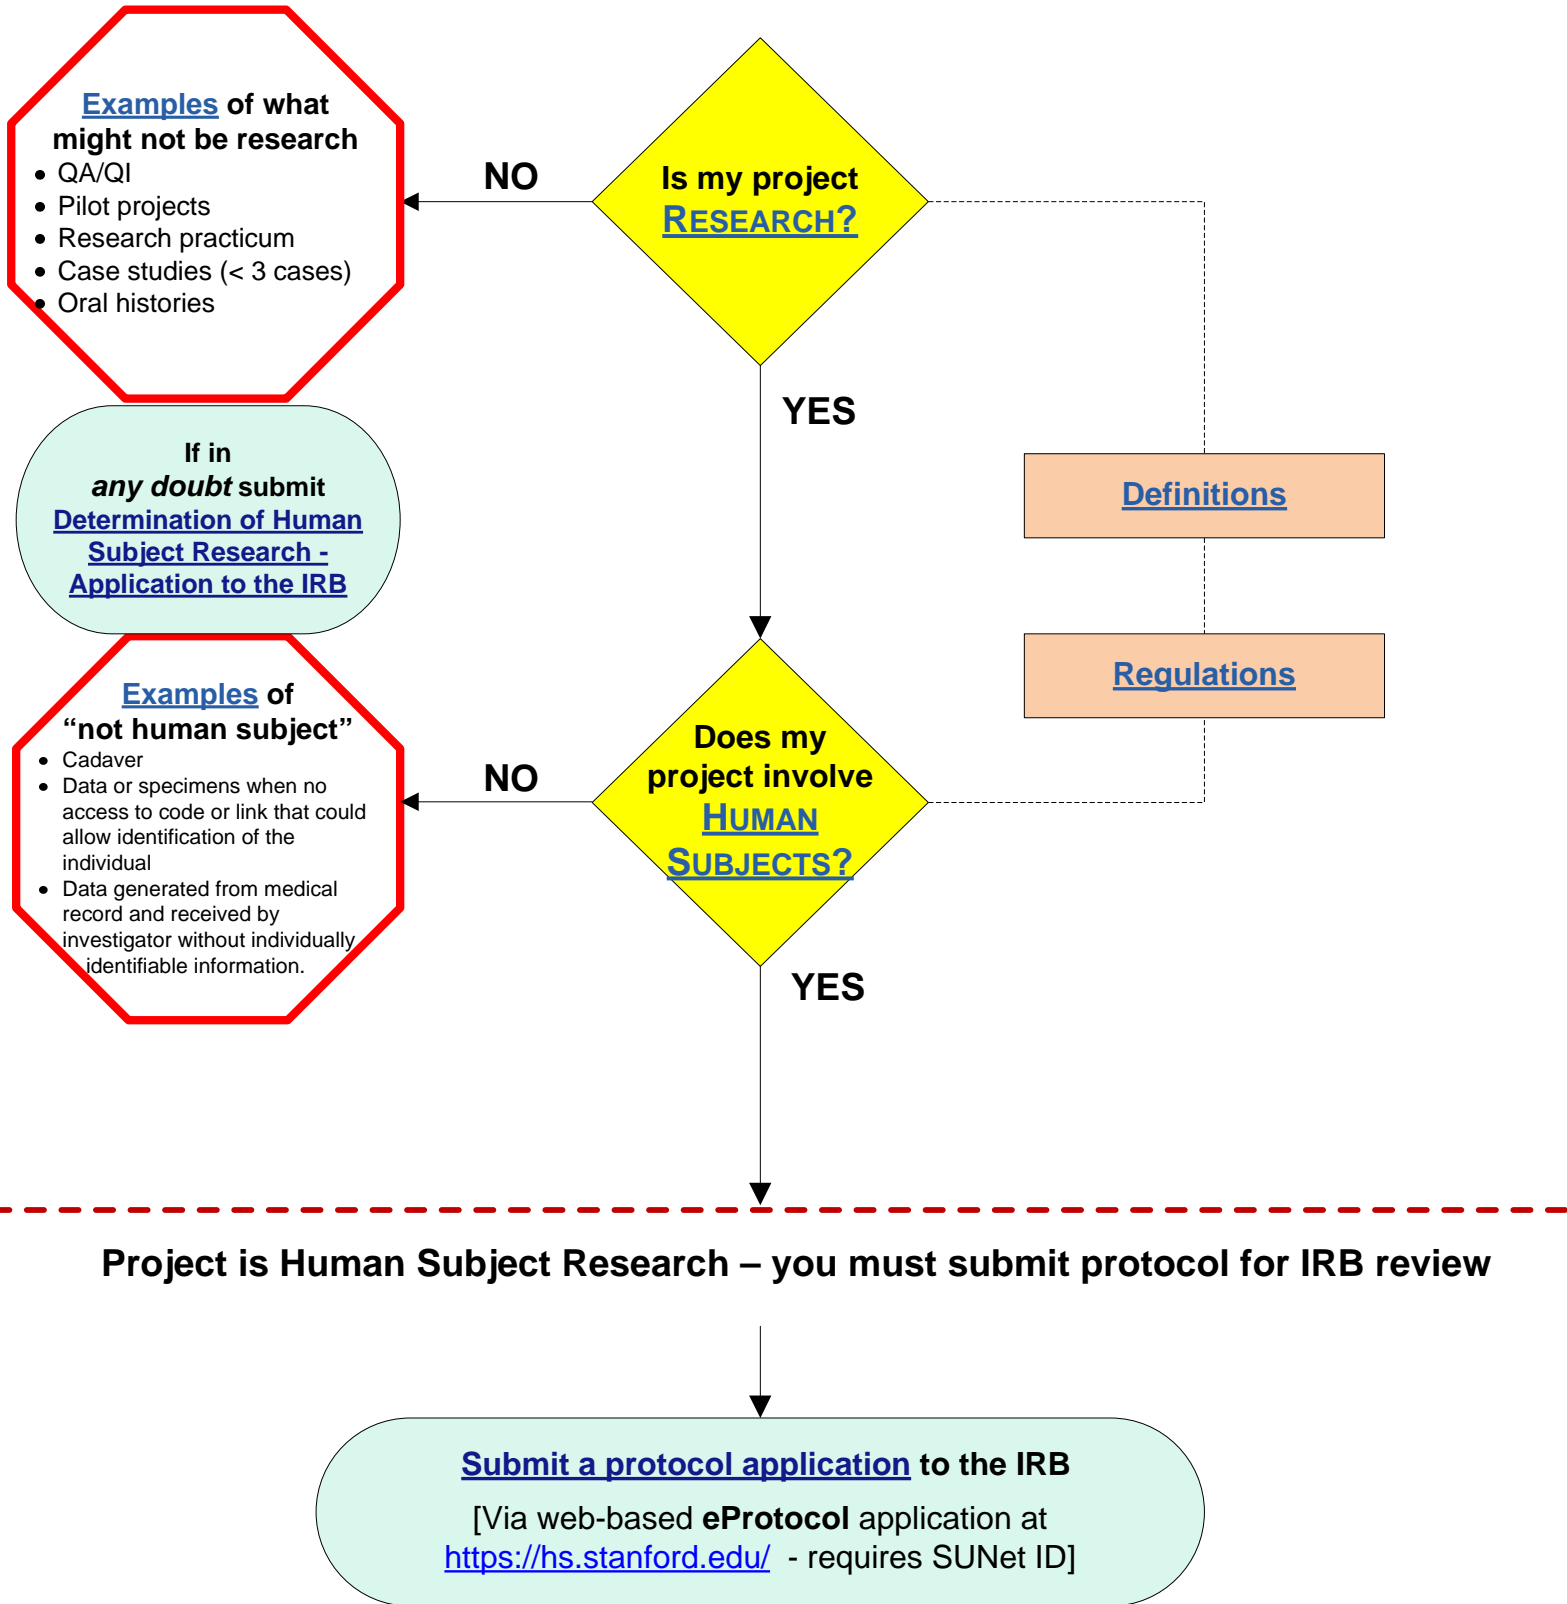 Examples of what
might not be research
• QA/QI
• Pilot projects
• Research practicum
• Case studies (< 3 cases)
• Oral histories
NO
Is my project
RESEARCH?
YES
If in
any doubt submit
Determination of Human
Subject Research -
Application to the IRB
Definitions
Regulations
Examples of
“not human subject”
• Cadaver
• Data or specimens when no
access to code or link that could
allow identification of the
individual
• Data generated from medical
record and received by
investigator without individually
identifiable information.
NO
Does my
project involve
HUMAN
SUBJECTS?
YES
Project is Human Subject Research – you must submit protocol for IRB review
Submit a protocol application to the IRB
[Via web-based eProtocol application at
https://hs.stanford.edu/ - requires SUNet ID]